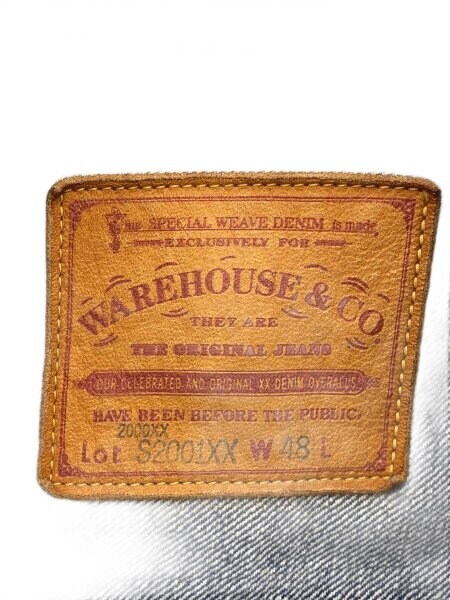 This SPECIAL WEAVE DENIM is made,
EXCLUSIVELY FOR
WAREHOUSE & CO.
THEY ARE
THE ORIGINAL JEANS
OUR CELEBRATED AND ORIGINAL XX DENIM OVERALLS
HAVE BEEN BEFORE THE PUBLIC.
2000XX
Lot S2001XX W 48 L